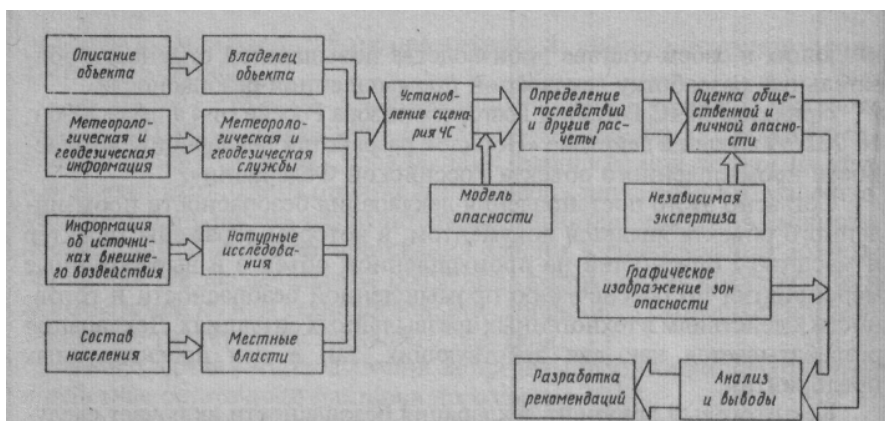 Описание
объекта
Владелец
объекта
Метеорологи-
ческая и
геодезическая
информация
Метеороло-
гическая
и геодезическая
службы
Информация
об источни-
ках внешне-
го воздействия
Натурные
исследова-
ния
Состав
населения
Местные
власти
Установ-
ление сцена-
рия ЧС
Определение
последствий
и другие рас-
четы
Оценка обще-
ственной и
личной опас-
ности
Модель
опасности
Независимая
экспертиза
Графическое
изображение зон
опасности
Разработка
рекомендаций
Анализ
и выводы